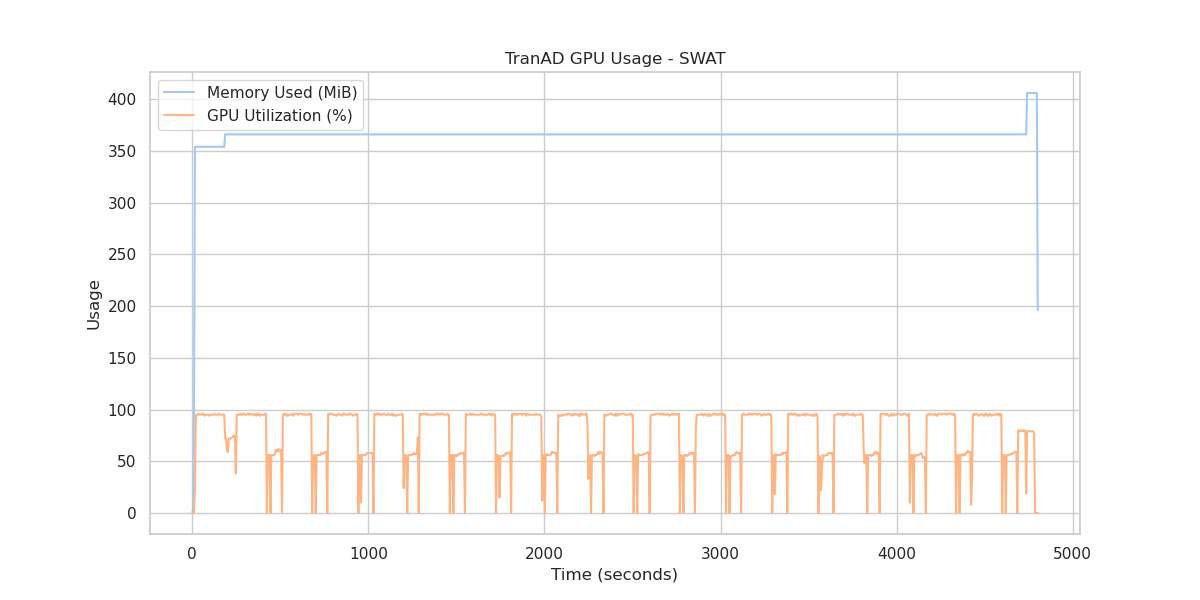 TranAD GPU Usage - SWAT
Memory Used (MiB)
GPU Utilization (%)
400
350
300
250
200
150
100
50
0
Usage
0 1000 2000 3000 4000 5000
Time (seconds)